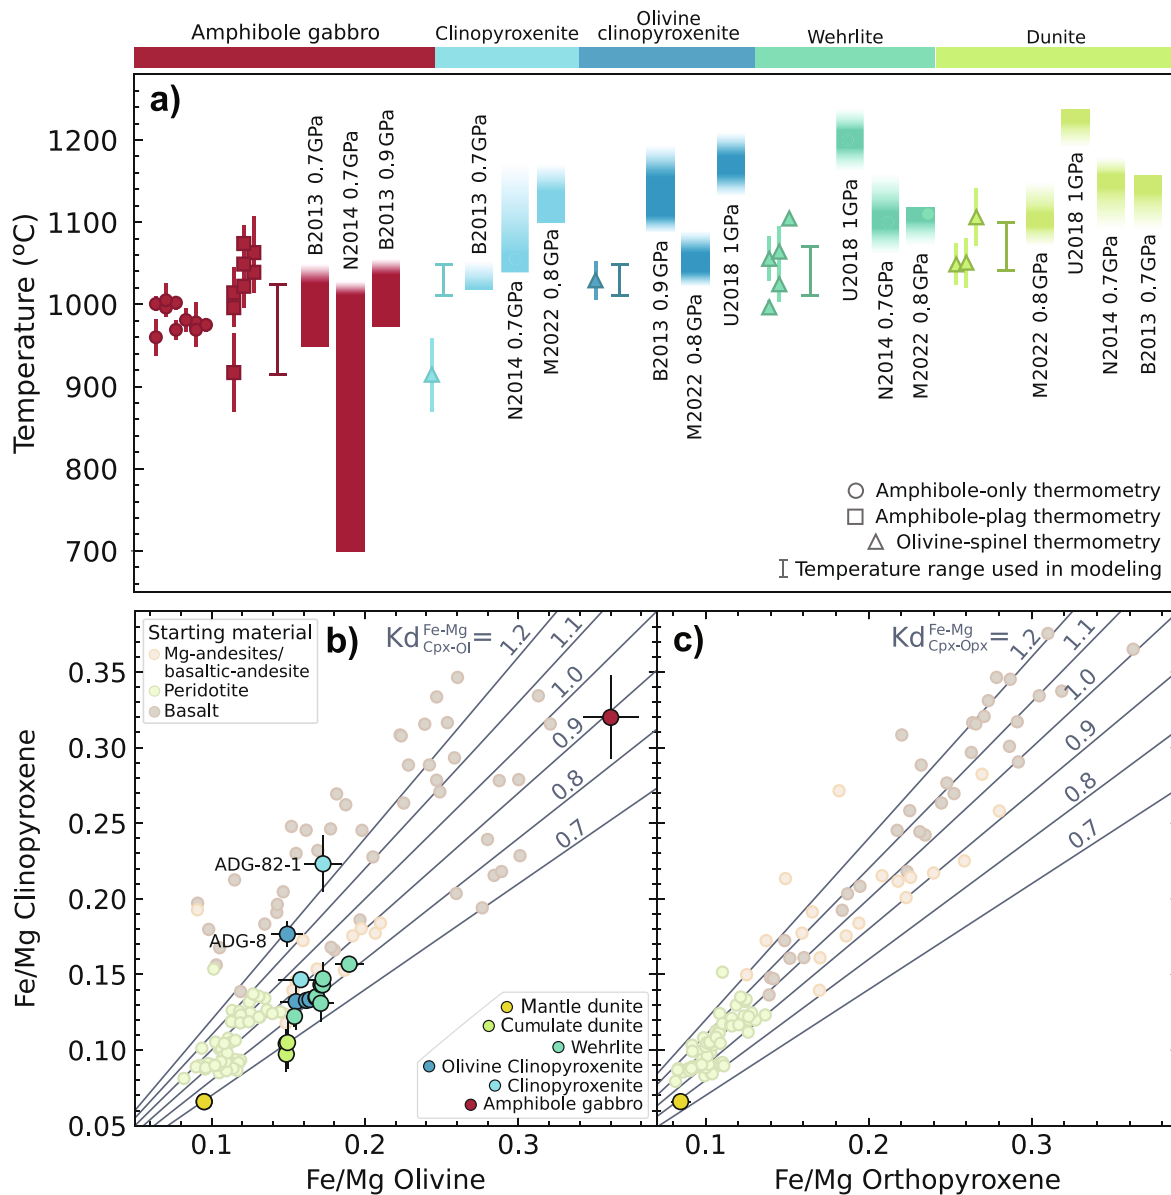 Amphibole gabbro
Clinopyroxenite
Olivine
clinopyroxenite
Wehrlite
Dunite
a)
Temperature (ºC)
1200
1100
1000
900
800
700
B2013 0.7GPa
N2014 0.7GPa
B2013 0.9GPa
B2013 0.7GPa
N2014 0.7GPa
M2022 0.8GPa
B2013 0.9GPa
M2022 0.8GPa
U2018 1GPa
U2018 1GPa
N2014 0.7GPa
M2022 0.8GPa
M2022 0.8GPa
U2018 1GPa
N2014 0.7GPa
B2013 0.7GPa
Amphibole-only thermometry
Amphibole-plag thermometry
Olivine-spinel thermometry
Temperature range used in modeling
b)
Starting material
Mg-andesites/
basaltic-andesite
Peridotite
Basalt
Kd Fe-Mg Cpx-Ol =
1.2
1.1
1.0
0.9
0.8
0.7
ADG-82-1
ADG-8
Mantle dunite
Cumulate dunite
Wehrlite
Olivine Clinopyroxenite
Clinopyroxenite
Amphibole gabbro
Fe/Mg Clinopyroxene
0.35
0.30
0.25
0.20
0.15
0.10
0.05
0.1
0.2
0.3
Fe/Mg Olivine
c)
Kd Fe-Mg Cpx-Opx =
1.2
1.1
1.0
0.9
0.8
0.7
0.1
0.2
0.3
Fe/Mg Orthopyroxene